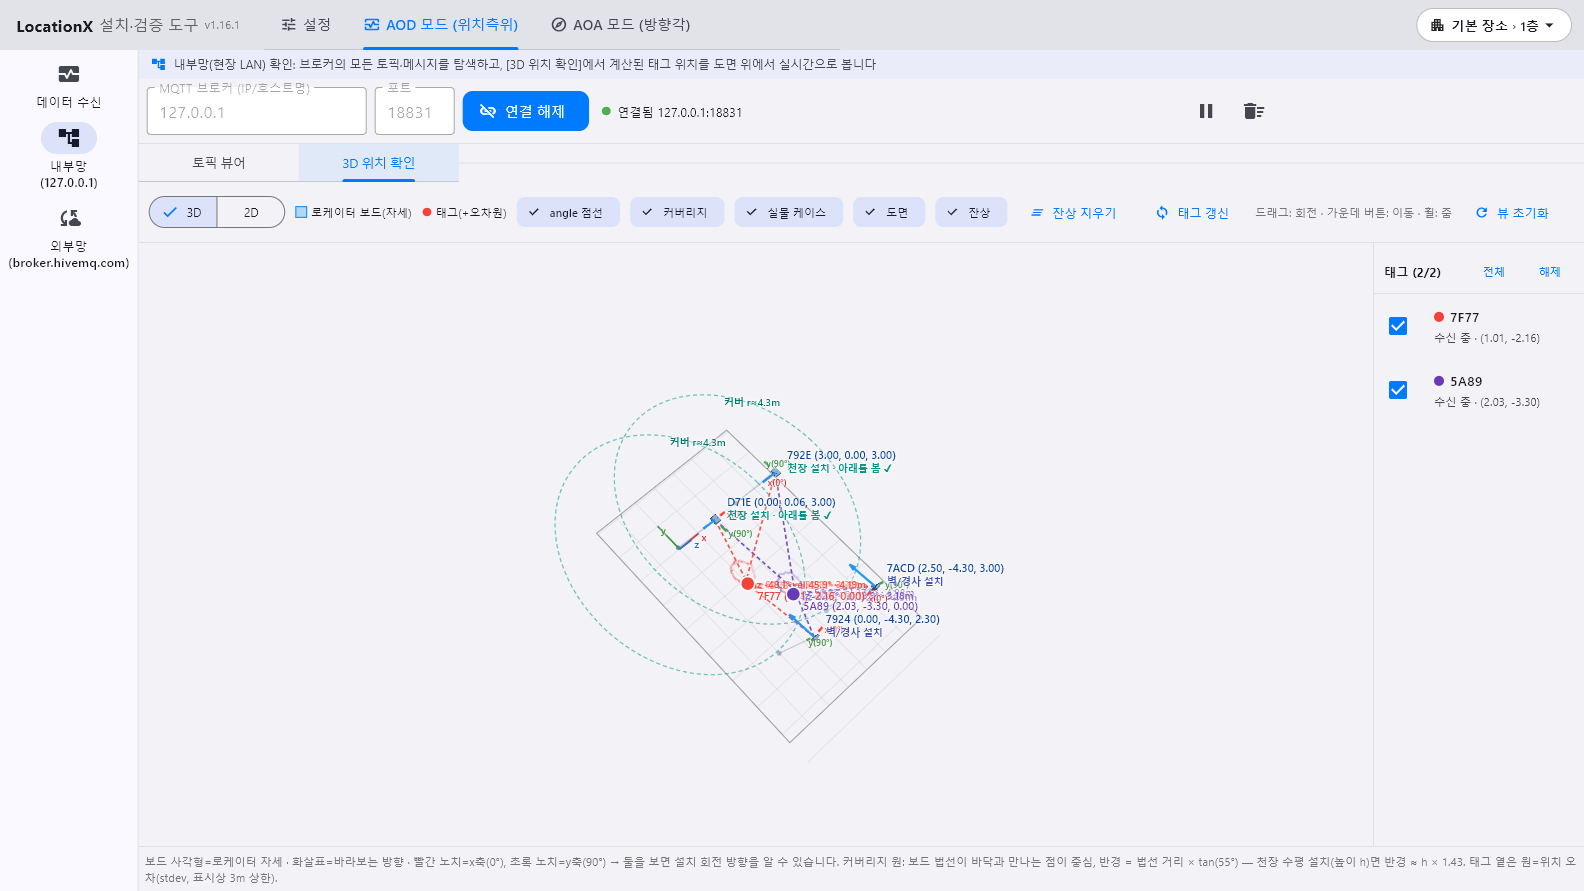 LocationX 설치·검증 도구 v1.16.1
설정
AOD 모드 (위치측위)
AOA 모드 (방향각)
기본 장소 › 1층
데이터 수신
내부망
(127.0.0.1)
외부망
(broker.hivemq.com)
내부망(현장 LAN) 확인: 브로커의 모든 토픽·메시지를 탐색하고, [3D 위치 확인]에서 계산된 태그 위치를 도면 위에서 실시간으로 봅니다
MQTT 브로커 (IP/호스트명)
127.0.0.1
포트
18831
연결 해제
연결됨 127.0.0.1:18831
토픽 뷰어
3D 위치 확인
3D
2D
로케이터 보드(자세)
태그(+오차원)
angle 점선
커버리지
실물 케이스
도면
잔상
잔상 지우기
태그 갱신
드래그: 회전 · 가운데 버튼: 이동 · 휠: 줌
뷰 초기화
태그 (2/2)
전체
해제
7F77
수신 중 · (1.01, -2.16)
5A89
수신 중 · (2.03, -3.30)
커버 r≈4.3m
커버 r≈4.3m
792E (3.00, 0.00, 3.00)
y(90°)
천장 설치 · 아래를 봄 ✓
x(0°)
D71E (0.00, 0.06, 3.00)
천장 설치 · 아래를 봄 ✓
y(90°)
y
x
z
7ACD (2.50, -4.30, 3.00)
벽/경사 설치
7F77
5A89 (2.03, -3.30, 0.00)
7924 (0.00, -4.30, 2.30)
벽/경사 설치
y(90°)
보드 사각형=로케이터 자세 · 화살표=바라보는 방향 · 빨간 노치=x축(0°), 초록 노치=y축(90°) → 둘을 보면 설치 회전 방향을 알 수 있습니다. 커버리지 원: 보드 법선이 바닥과 만나는 점이 중심, 반경 = 법선 거리 × tan(55°) — 천장 수평 설치(높이 h)면 반경 ≈ h × 1.43. 태그 옅은 원=위치 오
차(stdev, 표시상 3m 상한).